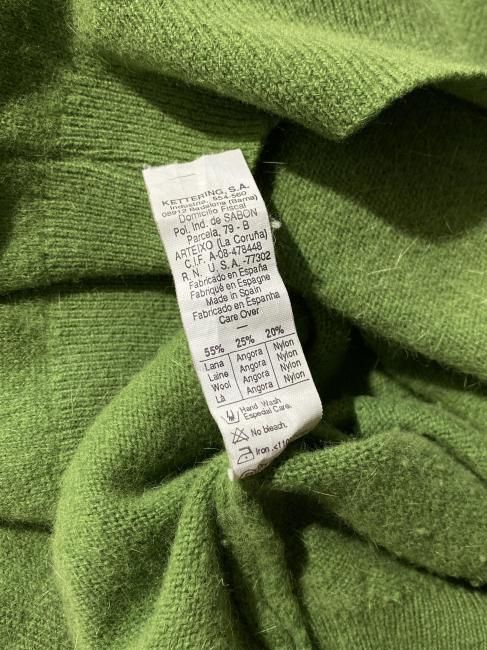 KETTERING, S.A.
Industria, 554-560
08912 Badalona (Barna)
Domicilio Fiscal
Pol. Ind. de SABON
Parcela, 79 - B
ARTEIXO (La Coruña)
C.I.F. A-08-478448
R. N. U. S. A. -77302
Fabricado en España
Fabriqué en Espagne
Made in Spain
Fabricado en Espanha
Care Over
—
55% 25% 20%
Lana Angora Nylon
Laine Angora Nylon
Wool Angora Nylon
Lã Angora Nylon
Hand Wash
Especial Care.
No bleach.
Iron